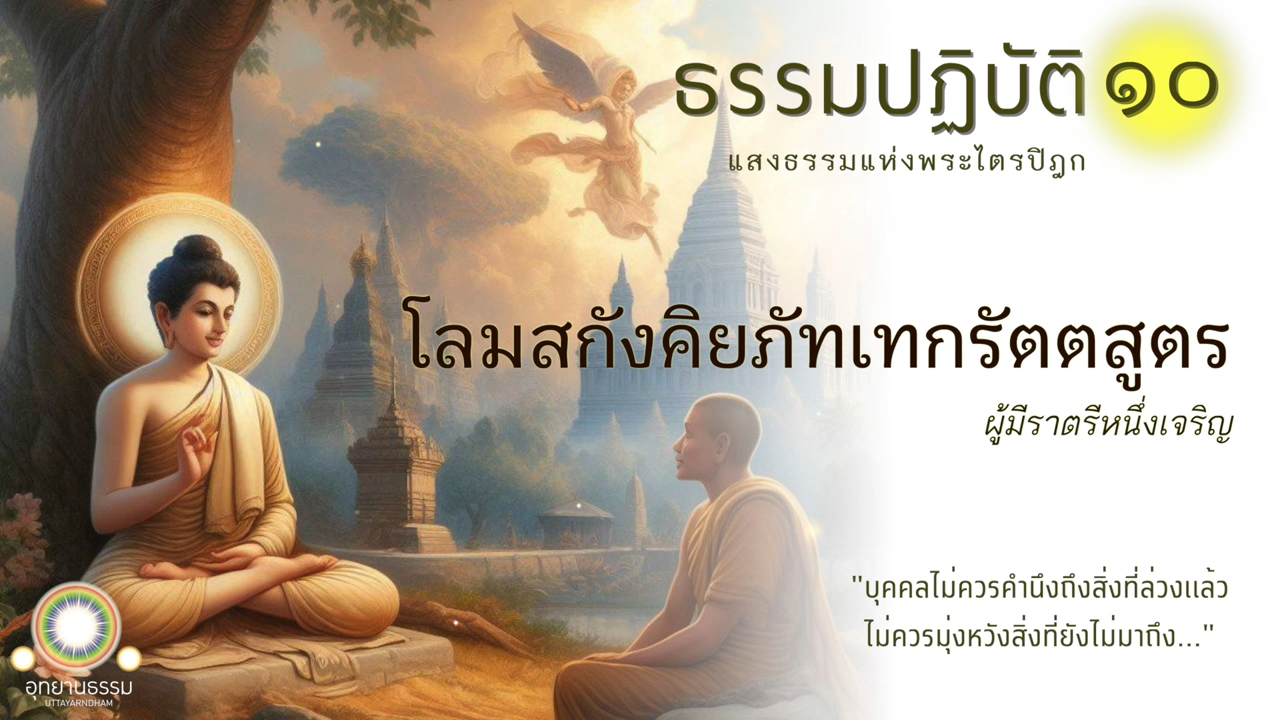 ธรรมปฏิบัติ ๑๐
แสงธรรมแห่งพระไตรปิฎก
โลมสกังคิยภัทเทกรัตตสูตร
ผู้มีราตรีหนึ่งเจริญ
"บุคคลไม่ควรคำนึงถึงสิ่งที่ล่วงแล้ว
ไม่ควรมุ่งหวังสิ่งที่ยังไม่มาถึง..."
อุทยานธรรม
UTTAYARNDHAM